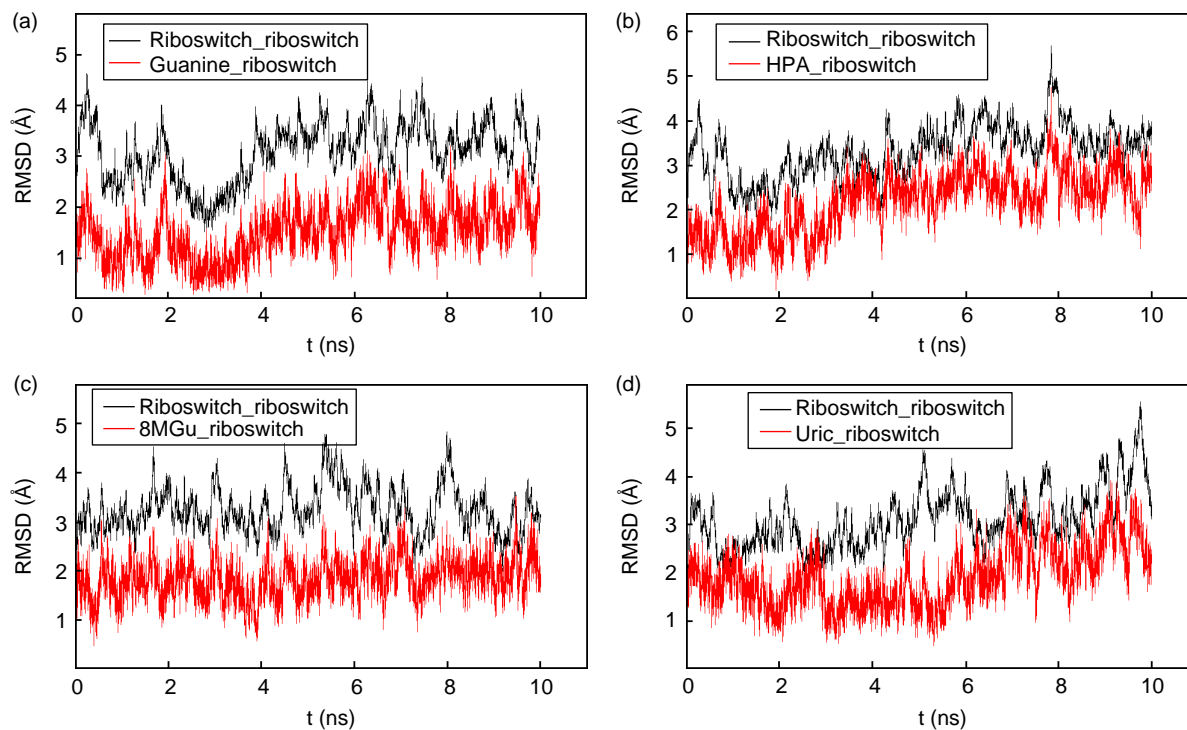 (a)
Riboswitch_riboswitch
Guanine_riboswitch
RMSD (Å)
5
4
3
2
1
0 2 4 6 8 10
t (ns)
(b)
Riboswitch_riboswitch
HPA_riboswitch
RMSD (Å)
6
5
4
3
2
1
0 2 4 6 8 10
t (ns)
(c)
Riboswitch_riboswitch
8MGu_riboswitch
RMSD (Å)
5
4
3
2
1
0 2 4 6 8 10
t (ns)
(d)
Riboswitch_riboswitch
Uric_riboswitch
RMSD (Å)
5
4
3
2
1
0 2 4 6 8 10
t (ns)